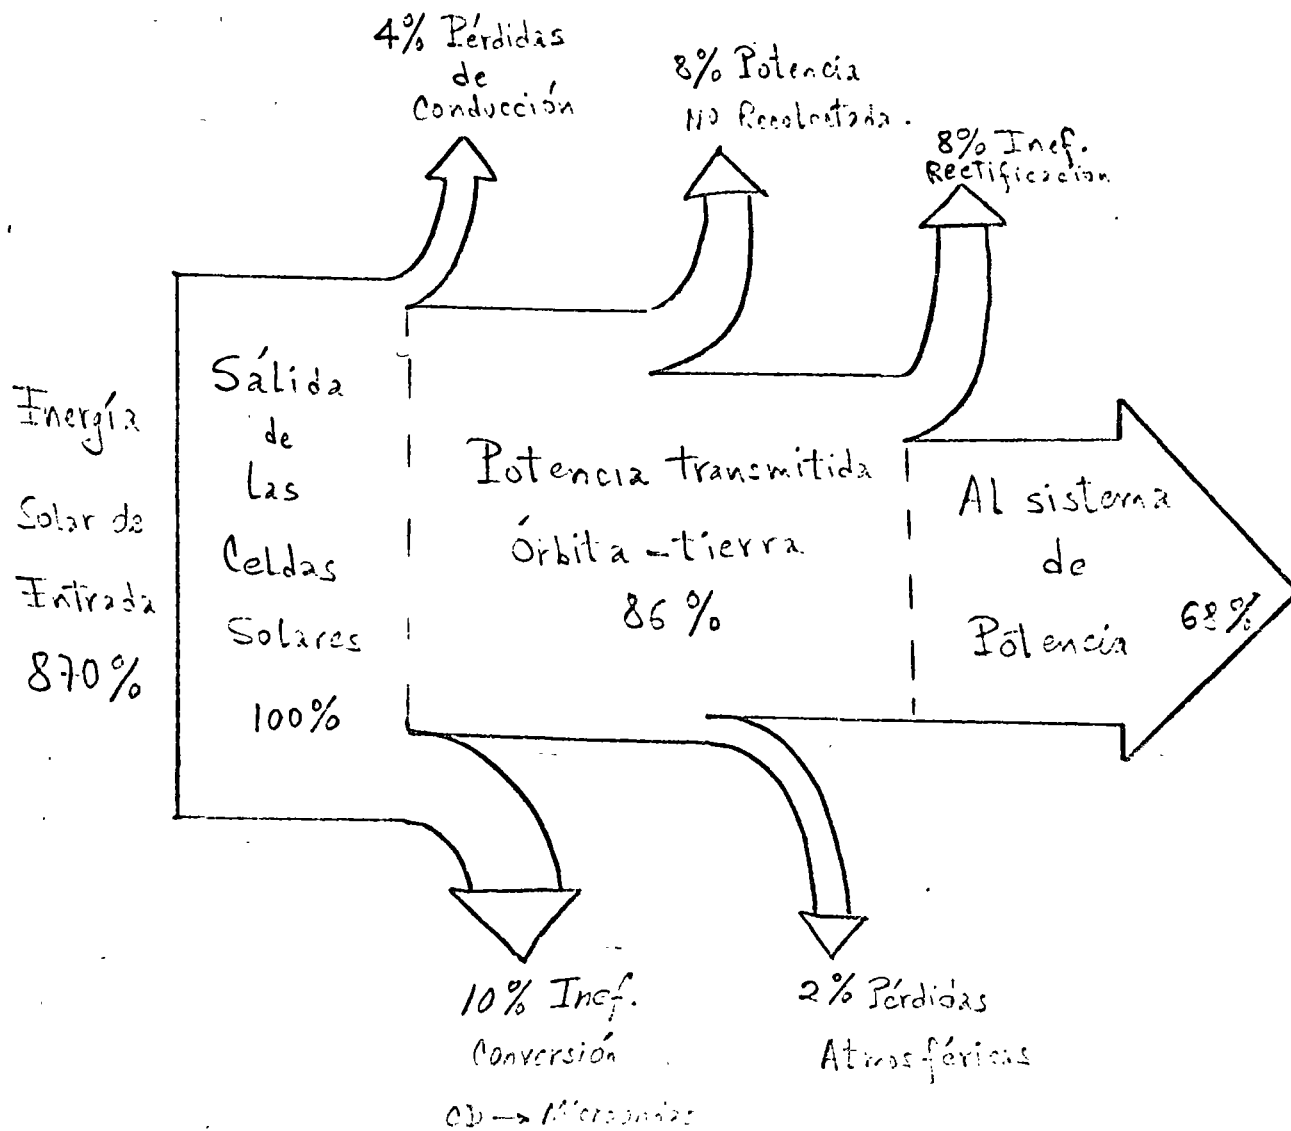 4% Pérdidas
de
Conducción
8% Potencia
No Recolectada.
8% Inef.
Rectificación
Energía
Solar de
Entrada
870%
Sálida
de
Las
Celdas
Solares
100%
Potencia transmitida
Órbita - tierra
86%
Al sistema
de
Potencia 68%
10% Inef.
Conversión
CD → Microondas
2% Pérdidas
Atmosféricas